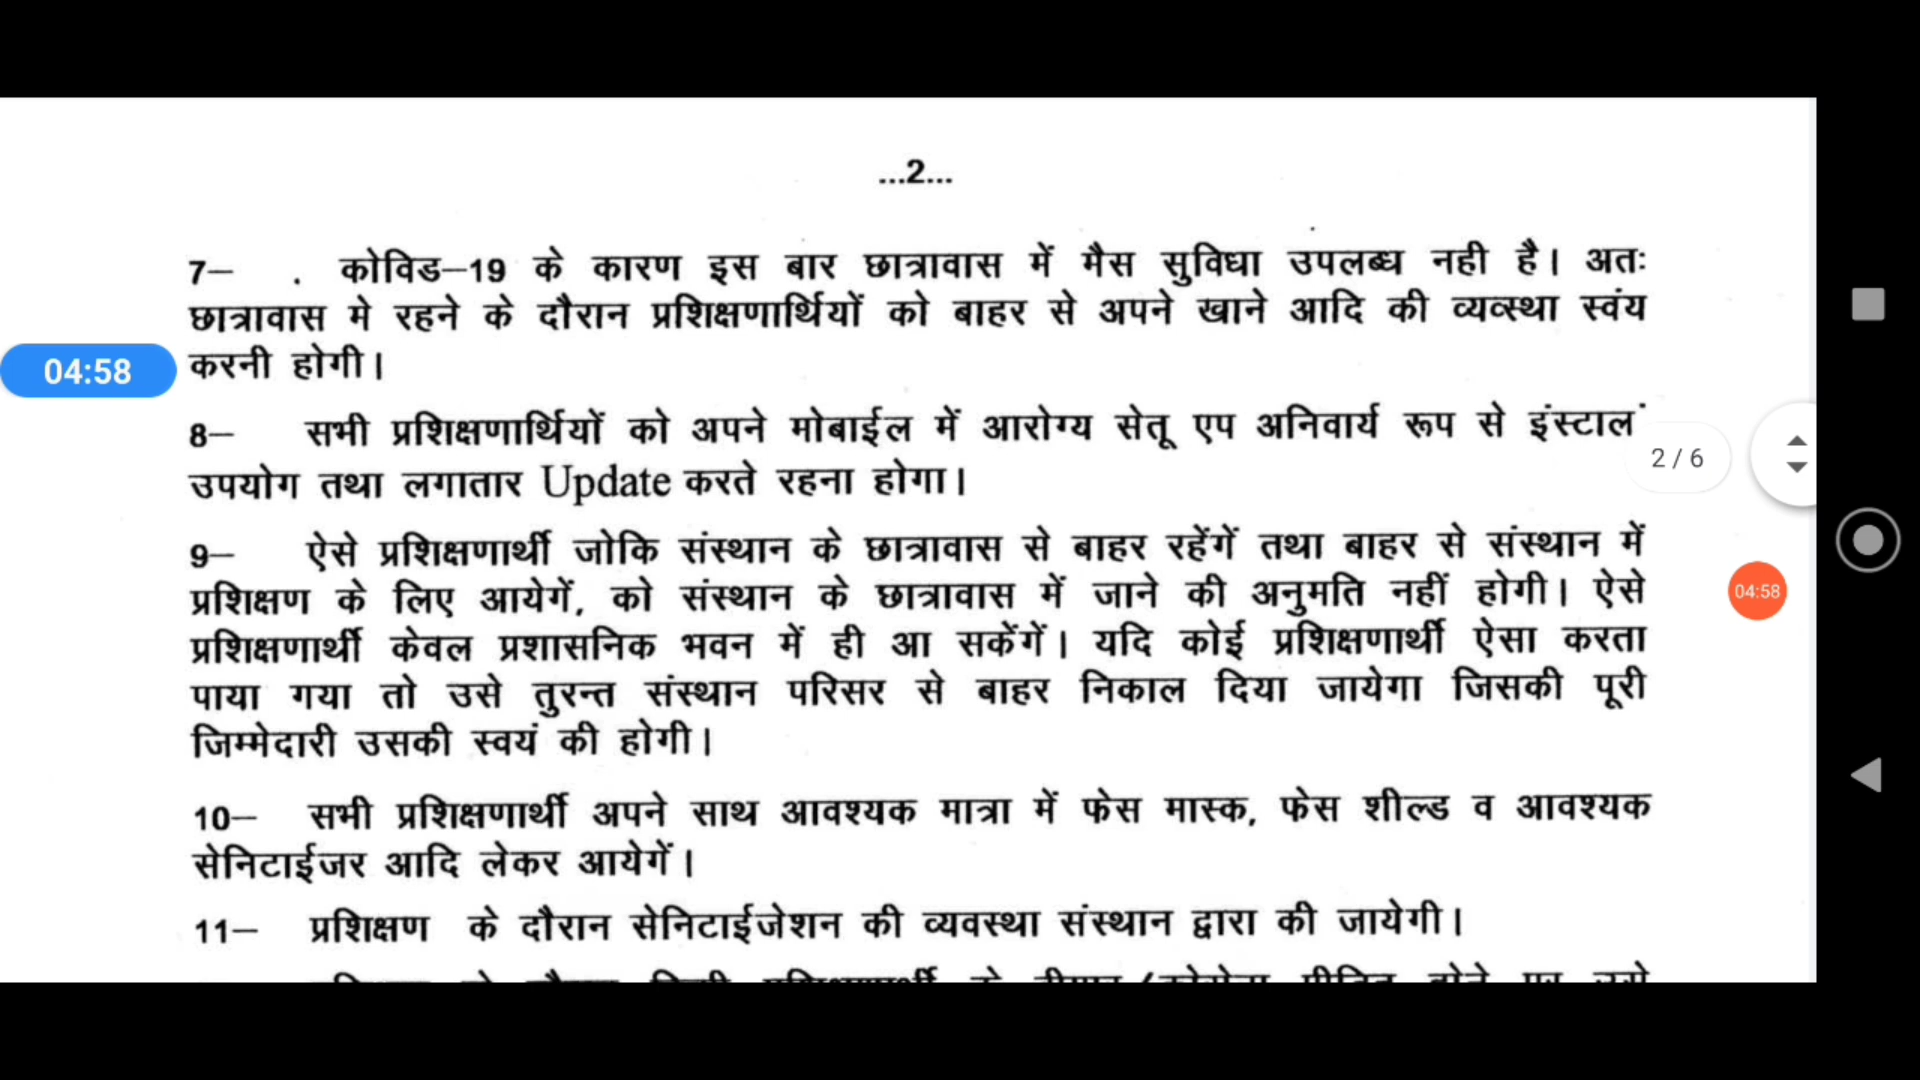 ...2...
7— . कोविड–19 के कारण इस बार छात्रावास में मैस सुविधा उपलब्ध नही है। अतः
छात्रावास मे रहने के दौरान प्रशिक्षणार्थियों को बाहर से अपने खाने आदि की व्यव्स्था स्वंय
करनी होगी।
04:58
8— सभी प्रशिक्षणार्थियों को अपने मोबाईल में आरोग्य सेतू एप अनिवार्य रूप से इंस्टाल
उपयोग तथा लगातार Update करते रहना होगा।
2 / 6
9— ऐसे प्रशिक्षणार्थी जोकि संस्थान के छात्रावास से बाहर रहेंगें तथा बाहर से संस्थान में
प्रशिक्षण के लिए आयेगें, को संस्थान के छात्रावास में जाने की अनुमति नहीं होगी। ऐसे
04:58
प्रशिक्षणार्थी केवल प्रशासनिक भवन में ही आ सकेंगें। यदि कोई प्रशिक्षणार्थी ऐसा करता
पाया गया तो उसे तुरन्त संस्थान परिसर से बाहर निकाल दिया जायेगा जिसकी पूरी
जिम्मेदारी उसकी स्वयं की होगी।
10— सभी प्रशिक्षणार्थी अपने साथ आवश्यक मात्रा में फेस मास्क, फेस शील्ड व आवश्यक
सेनिटाईजर आदि लेकर आयेगें।
11— प्रशिक्षण के दौरान सेनिटाईजेशन की व्यवस्था संस्थान द्वारा की जायेगी।